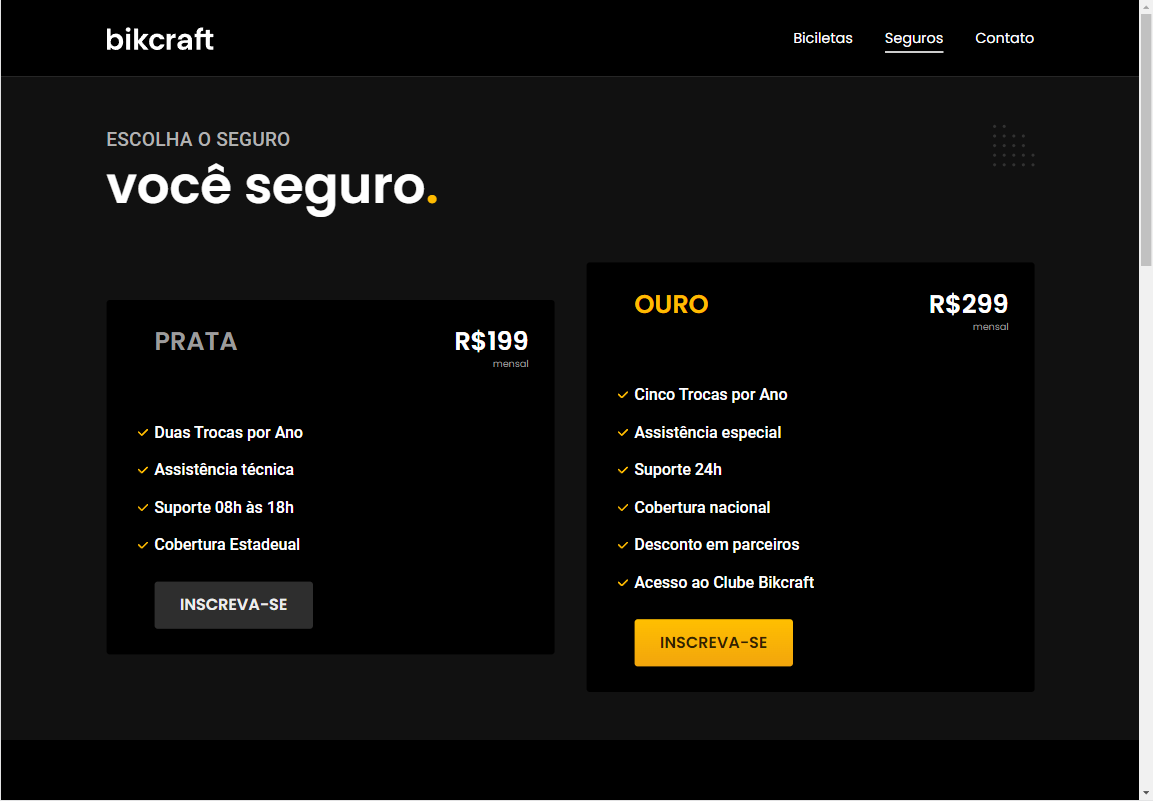 bikcraft
Biciletas
Seguros
Contato
ESCOLHA O SEGURO
você seguro.
PRATA
R$199
mensal
Duas Trocas por Ano
Assistência técnica
Suporte 08h às 18h
Cobertura Estadeual
INSCREVA-SE
OURO
R$299
mensal
Cinco Trocas por Ano
Assistência especial
Suporte 24h
Cobertura nacional
Desconto em parceiros
Acesso ao Clube Bikcraft
INSCREVA-SE